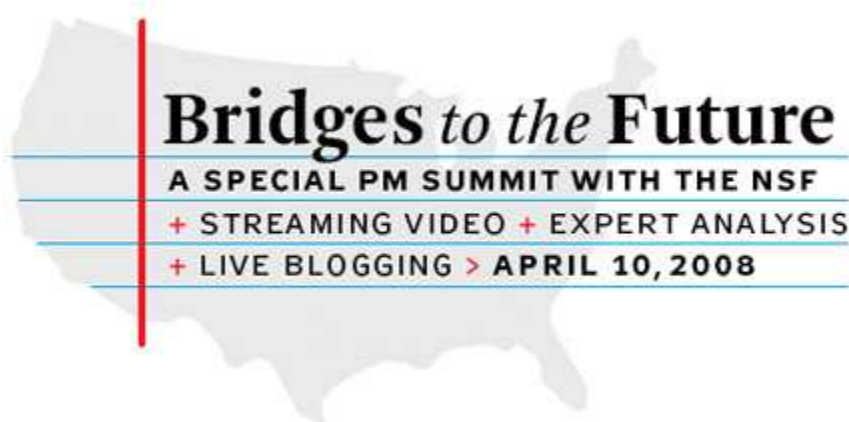 Bridges to the Future
A SPECIAL PM SUMMIT WITH THE NSF
+ STREAMING VIDEO + EXPERT ANALYSIS
+ LIVE BLOGGING > APRIL 10, 2008